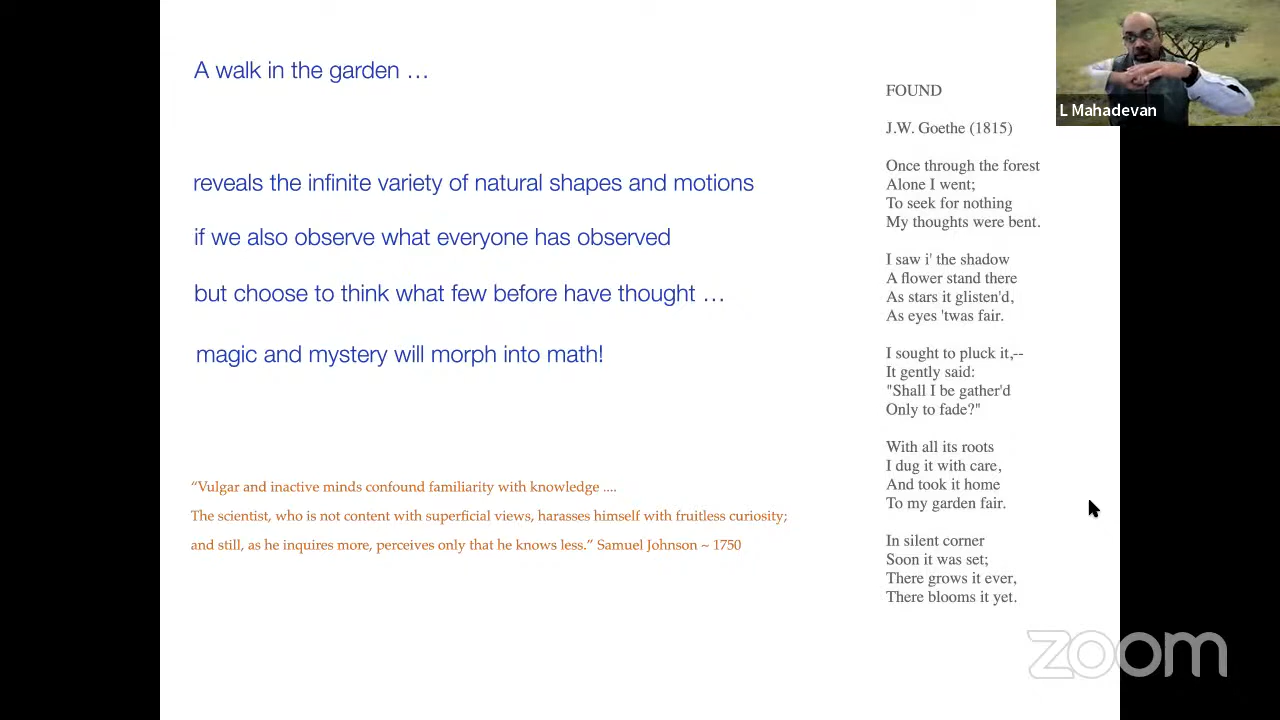 A walk in the garden …
reveals the infinite variety of natural shapes and motions
if we also observe what everyone has observed
but choose to think what few before have thought …
magic and mystery will morph into math!
“Vulgar and inactive minds confound familiarity with knowledge ....
The scientist, who is not content with superficial views, harasses himself with fruitless curiosity;
and still, as he inquires more, perceives only that he knows less.” Samuel Johnson ~ 1750
FOUND
J.W. Goethe (1815)
Once through the forest
Alone I went;
To seek for nothing
My thoughts were bent.
I saw i' the shadow
A flower stand there
As stars it glisten'd,
As eyes 'twas fair.
I sought to pluck it,--
It gently said:
"Shall I be gather'd
Only to fade?"
With all its roots
I dug it with care,
And took it home
To my garden fair.
In silent corner
Soon it was set;
There grows it ever,
There blooms it yet.
L Mahadevan
zoom